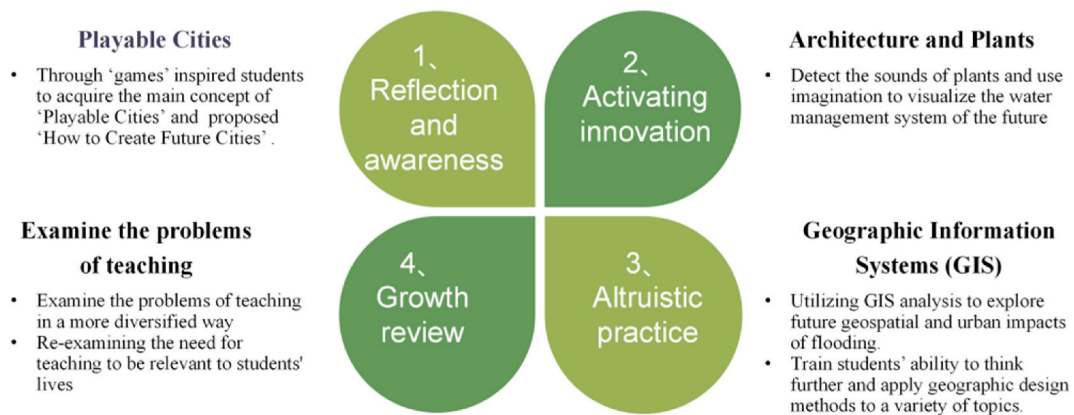 Playable Cities
• Through ‘games’ inspired students
to acquire the main concept of
‘Playable Cities’ and proposed
‘How to Create Future Cities’ .
1、
Reflection
and
awareness
2、
Activating
innovation
Architecture and Plants
• Detect the sounds of plants and use
imagination to visualize the water
management system of the future
Examine the problems
of teaching
• Examine the problems of teaching
in a more diversified way
• Re-examining the need for
teaching to be relevant to students'
lives
4、
Growth
review
3、
Altruistic
practice
Geographic Information
Systems (GIS)
• Utilizing GIS analysis to explore
future geospatial and urban impacts
of flooding.
• Train students’ ability to think
further and apply geographic design
methods to a variety of topics.